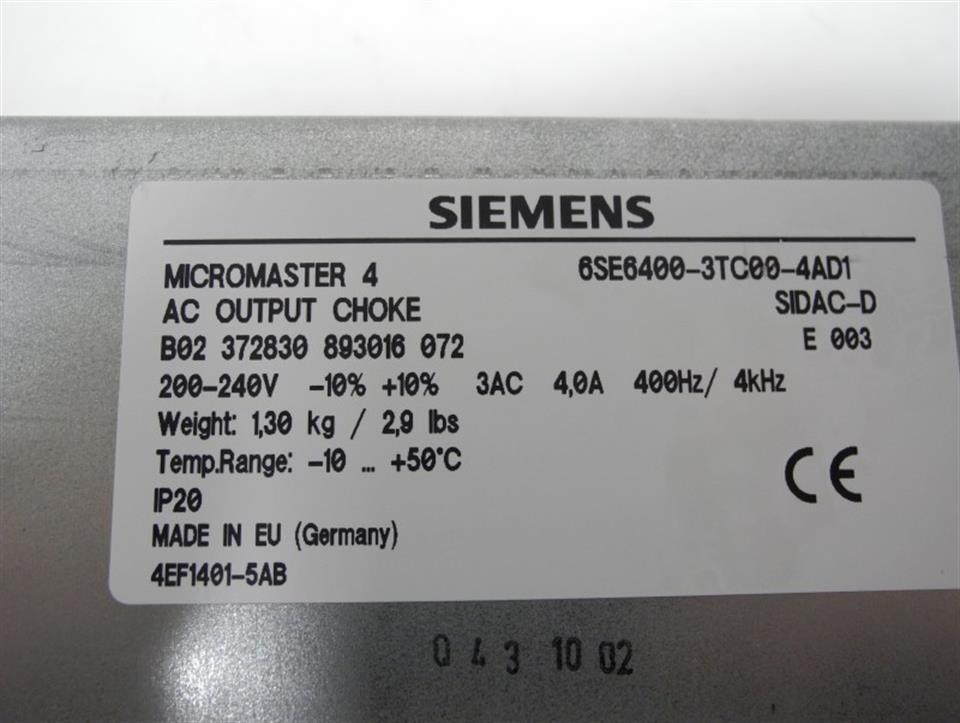 SIEMENS
MICROMASTER 4 6SE6400-3TC00-4AD1
AC OUTPUT CHOKE SIDAC-D
B02 372830 893016 072 E 003
200-240V -10% +10% 3AC 4,0A 400Hz/ 4kHz
Weight: 1,30 kg / 2,9 lbs
Temp.Range: -10 ... +50°C
IP20
MADE IN EU (Germany)
4EF1401-5AB
CE
0 4 3 10 02